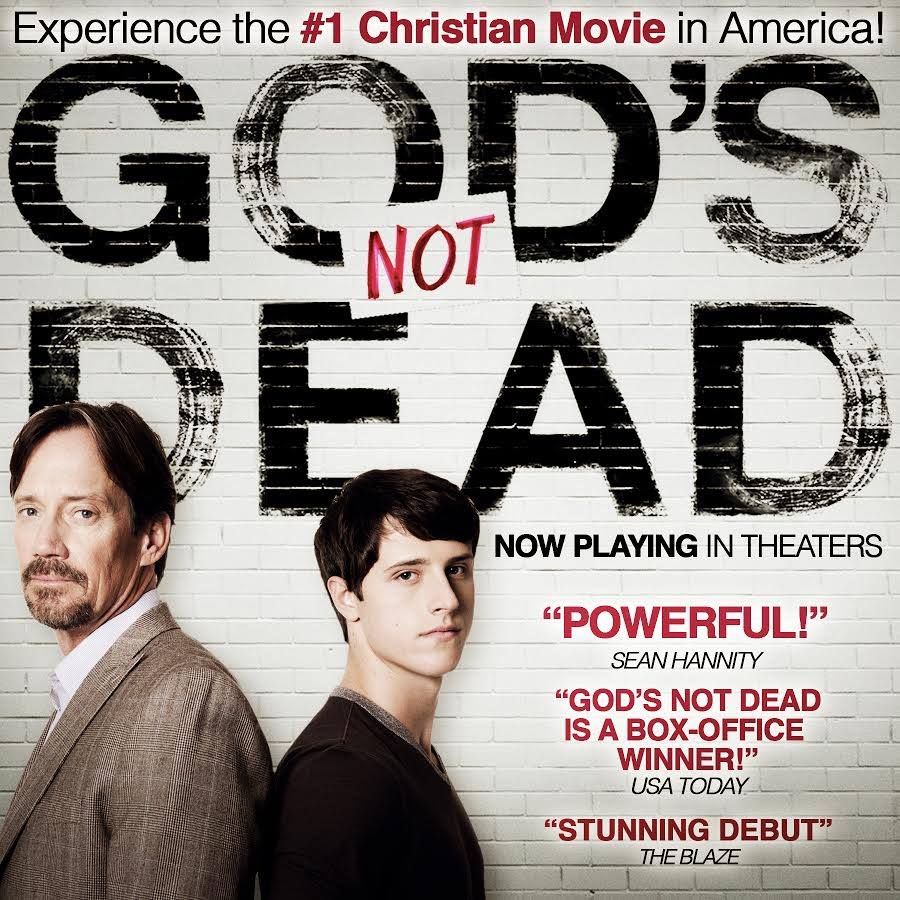 Experience the #1 Christian Movie in America!
GOD'S
NOT
DEAD
NOW PLAYING IN THEATERS
“POWERFUL!”
SEAN HANNITY
“GOD'S NOT DEAD
IS A BOX-OFFICE
WINNER!”
USA TODAY
“STUNNING DEBUT”
THE BLAZE